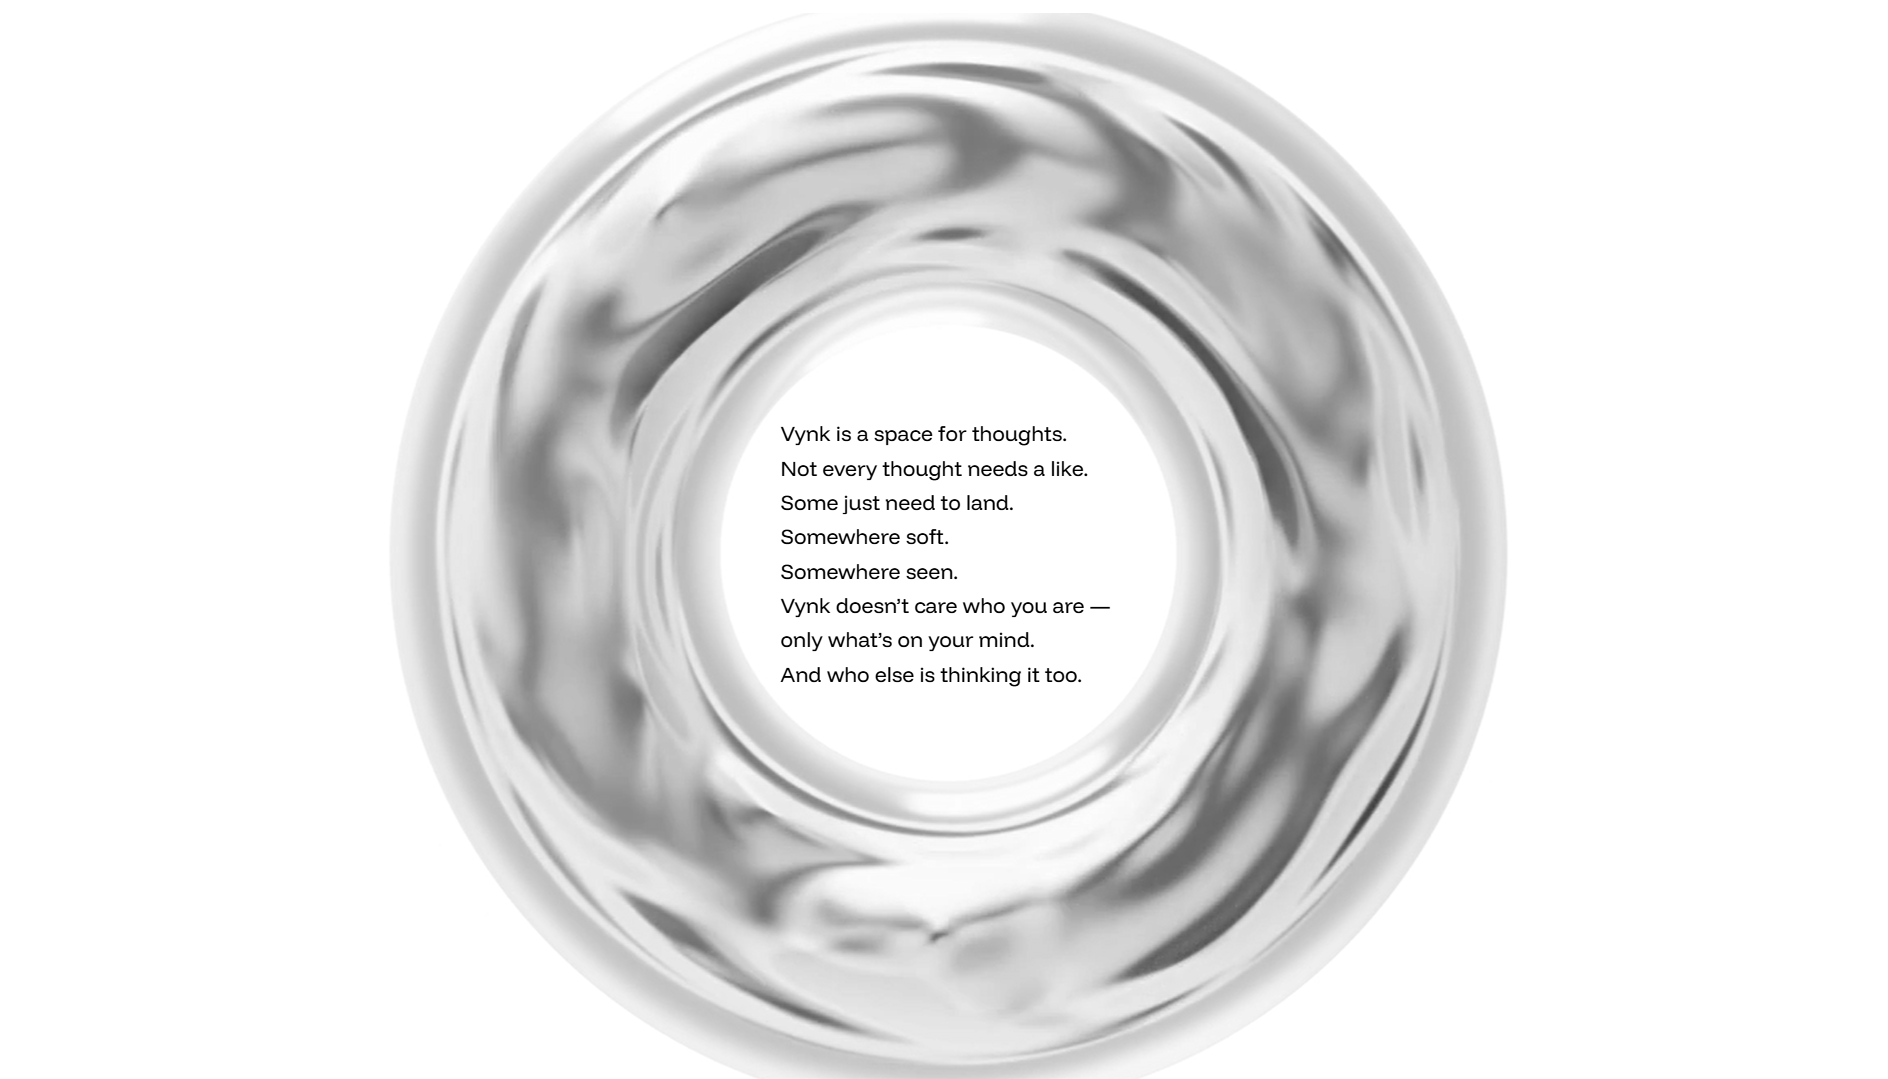 Vynk is a space for thoughts.
Not every thought needs a like.
Some just need to land.
Somewhere soft.
Somewhere seen.
Vynk doesn’t care who you are —
only what’s on your mind.
And who else is thinking it too.